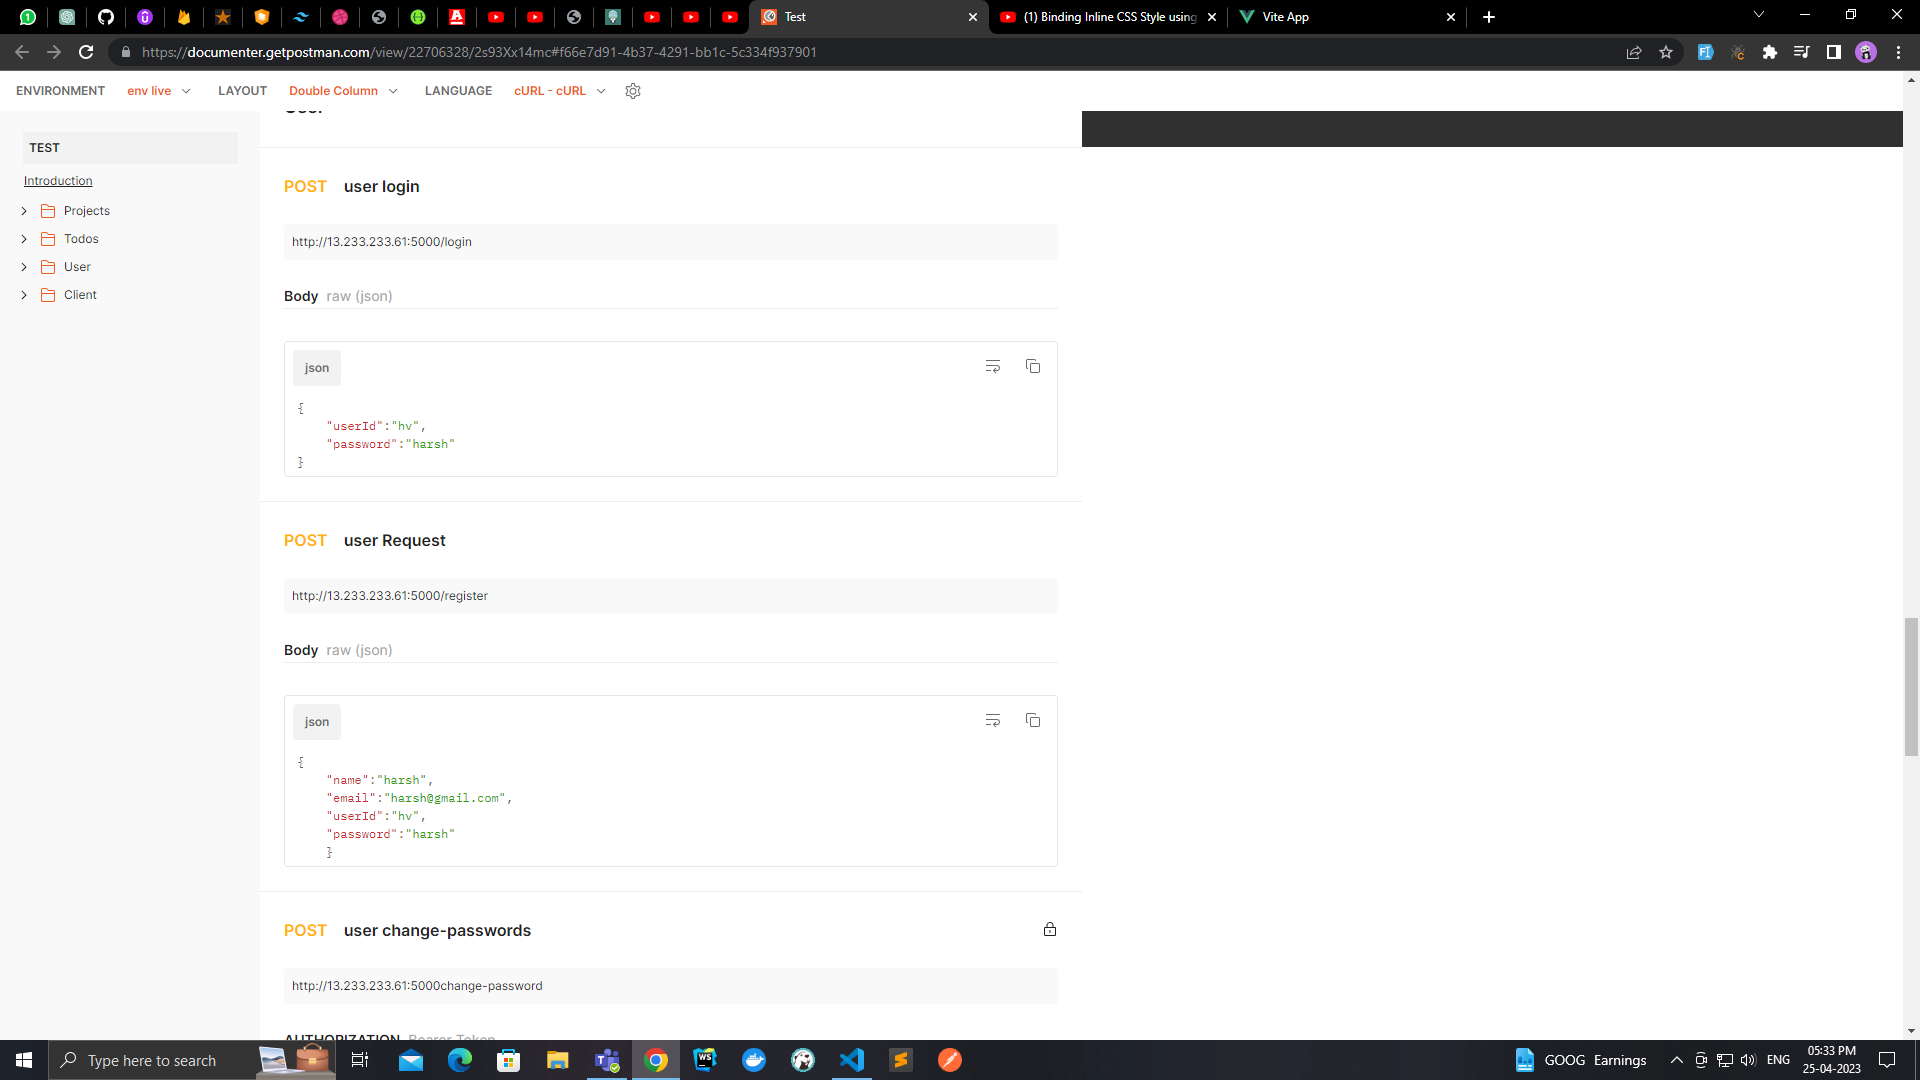 Test
(1) Binding Inline CSS Style using
Vite App
https://documenter.getpostman.com/view/22706328/2s93Xx14mc#f66e7d91-4b37-4291-bb1c-5c334f937901
ENVIRONMENT env live LAYOUT Double Column LANGUAGE cURL - cURL
TEST
Introduction
Projects
Todos
User
Client
User
POST user login
http://13.233.233.61:5000/login
Body raw (json)
json
{
"userId":"hv",
"password":"harsh"
}
POST user Request
http://13.233.233.61:5000/register
Body raw (json)
json
{
"name":"harsh",
"email":"harsh@gmail.com",
"userId":"hv",
"password":"harsh"
}
POST user change-passwords
http://13.233.233.61:5000change-password
AUTHORIZATION Bearer Token
Type here to search
GOOG Earnings
ENG
05:33 PM
25-04-2023